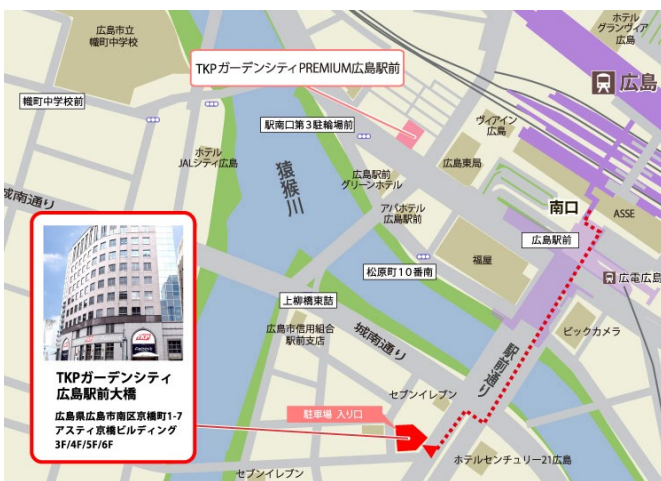 広島市立
幟町中学校
ホテル
グランヴィア
広島
TKPガーデンシティPREMIUM広島駅前
広島
幟町中学校前
駅南口第3駐輪場前
ヴィアイン
広島
ホテル
JALシティ広島
猿猴川
広島駅前
グリーンホテル
広島東局
城南通り
アパホテル
広島駅前
南口
ASSE
広島駅前
福屋
松原町10番南
広電広島
上柳橋東詰
広島市信用組合
駅前支店
城南通り
駅前通り
ビックカメラ
TKP
TKPガーデンシティ
広島駅前大橋
広島県広島市南区京橋町1-7
アスティ京橋ビルディング
3F/4F/5F/6F
セブンイレブン
駐車場 入り口
ホテルセンチュリー21広島
セブンイレブン